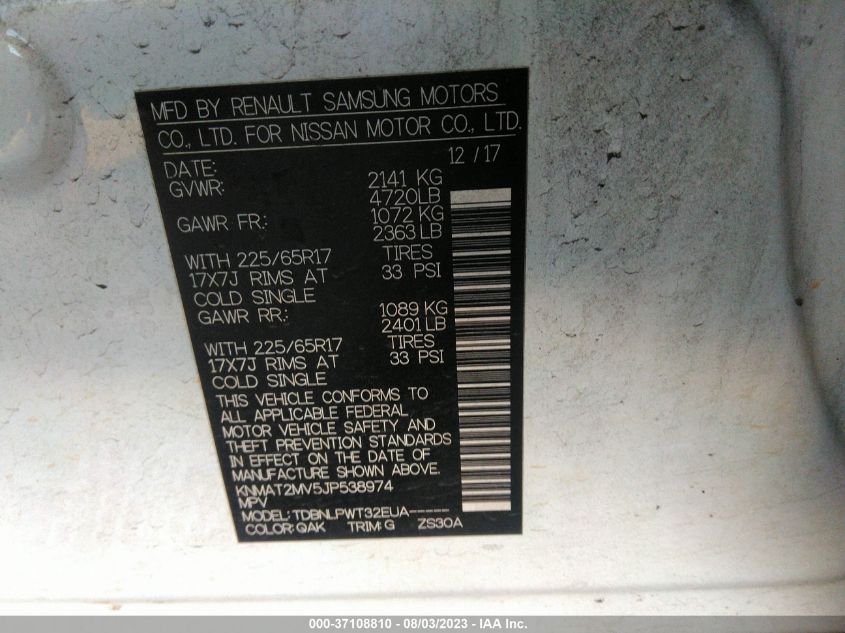 MFD BY RENAULT SAMSUNG MOTORS
CO., LTD. FOR NISSAN MOTOR CO., LTD.
DATE: 12 / 17
GVWR: 2141 KG
4720LB
GAWR FR: 1072 KG
2363 LB
WITH 225/65R17 TIRES
17X7J RIMS AT 33 PSI
COLD SINGLE
GAWR RR: 1089 KG
2401 LB
WITH 225/65R17 TIRES
17X7J RIMS AT 33 PSI
COLD SINGLE
THIS VEHICLE CONFORMS TO
ALL APPLICABLE FEDERAL
MOTOR VEHICLE SAFETY AND
THEFT PREVENTION STANDARDS
IN EFFECT ON THE DATE OF
MANUFACTURE SHOWN ABOVE.
KNMAT2MV5JP538974
MPV
MODEL: TDBNLPWT32EUA-----
COLOR: QAK TRIM: G ZS30A
000-37108810 - 08/03/2023 - IAA Inc.